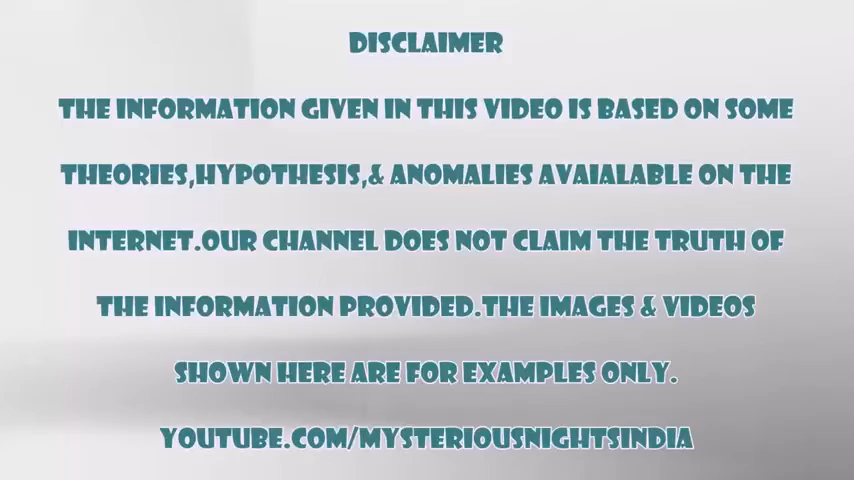 DISCLAIMER
THE INFORMATION GIVEN IN THIS VIDEO IS BASED ON SOME
THEORIES,HYPOTHESIS,& ANOMALIES AVAIALABLE ON THE
INTERNET.OUR CHANNEL DOES NOT CLAIM THE TRUTH OF
THE INFORMATION PROVIDED.THE IMAGES & VIDEOS
SHOWN HERE ARE FOR EXAMPLES ONLY.
YOUTUBE.COM/MYSTERIOUSNIGHTSINDIA